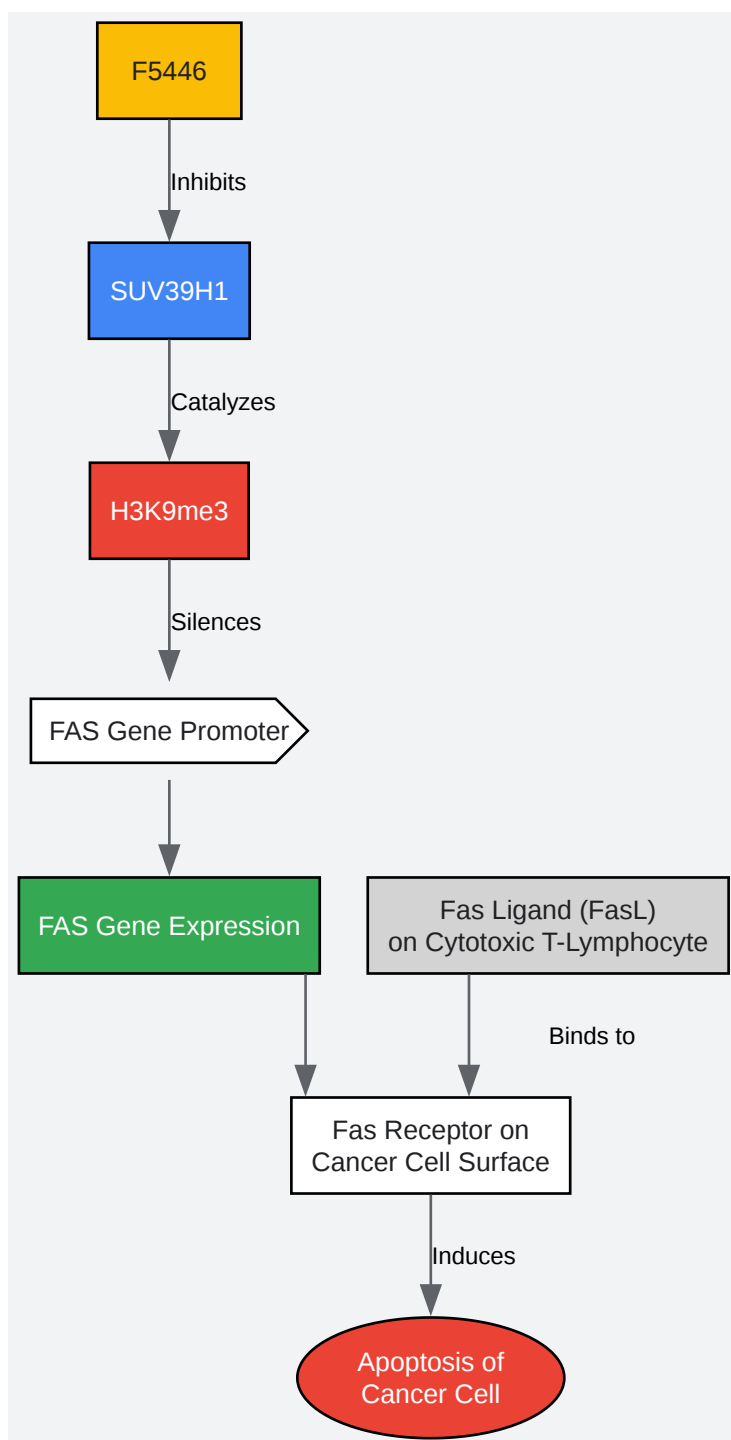 F5446
Inhibits
SUV39H1
Catalyzes
H3K9me3
Silences
FAS Gene Promoter
FAS Gene Expression
Fas Ligand (FasL)
on Cytotoxic T-Lymphocyte
Binds to
Fas Receptor on
Cancer Cell Surface
Induces
Apoptosis of
Cancer Cell